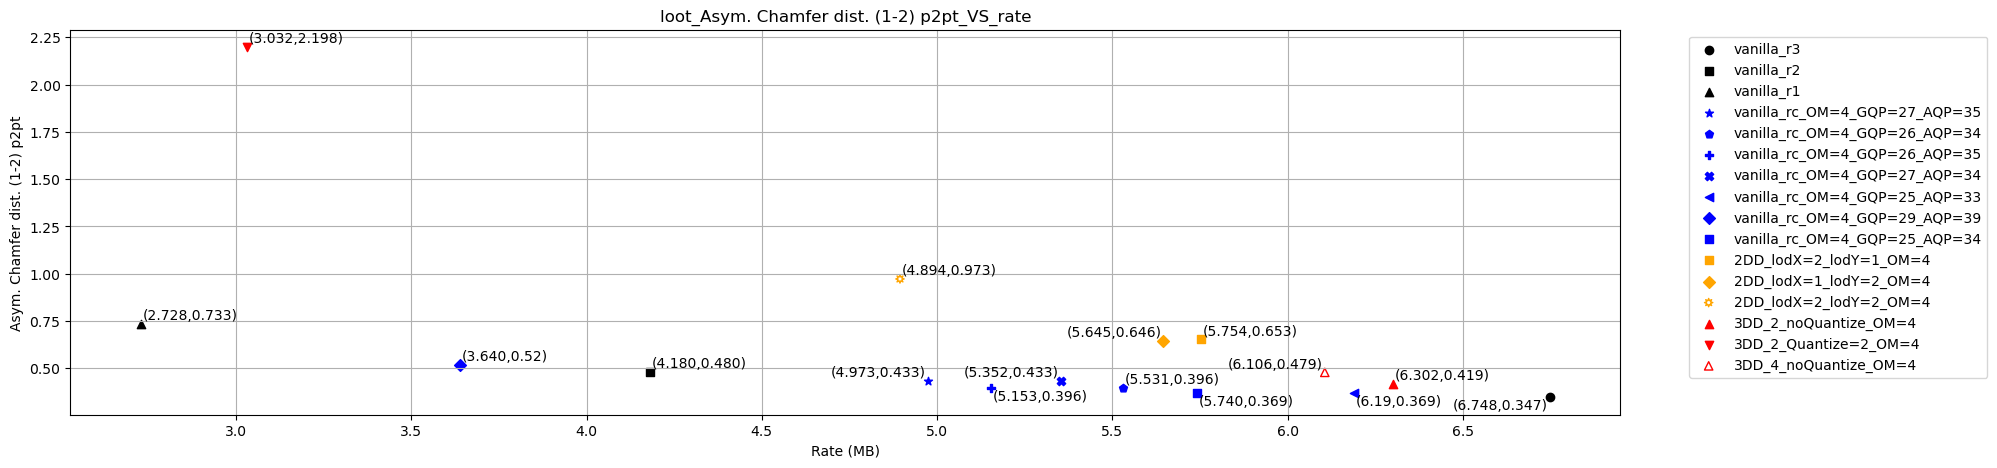 loot_Asym. Chamfer dist. (1-2) p2pt_VS_rate
Asym. Chamfer dist. (1-2) p2pt
2.25
2.00
1.75
1.50
1.25
1.00
0.75
0.50
(3.032,2.198)
(4.894,0.973)
(2.728,0.733)
(5.645,0.646)
(5.754,0.653)
(3.640,0.52)
(4.180,0.480)
(4.973,0.433)
(5.352,0.433)
(5.153,0.396)
(5.531,0.396)
(5.740,0.369)
(6.106,0.479)
(6.302,0.419)
(6.19,0.369)
(6.748,0.347)
3.0
3.5
4.0
4.5
5.0
5.5
6.0
6.5
Rate (MB)
vanilla_r3
vanilla_r2
vanilla_r1
vanilla_rc_OM=4_GQP=27_AQP=35
vanilla_rc_OM=4_GQP=26_AQP=34
vanilla_rc_OM=4_GQP=26_AQP=35
vanilla_rc_OM=4_GQP=27_AQP=34
vanilla_rc_OM=4_GQP=25_AQP=33
vanilla_rc_OM=4_GQP=29_AQP=39
vanilla_rc_OM=4_GQP=25_AQP=34
2DD_lodX=2_lodY=1_OM=4
2DD_lodX=1_lodY=2_OM=4
2DD_lodX=2_lodY=2_OM=4
3DD_2_noQuantize_OM=4
3DD_2_Quantize=2_OM=4
3DD_4_noQuantize_OM=4